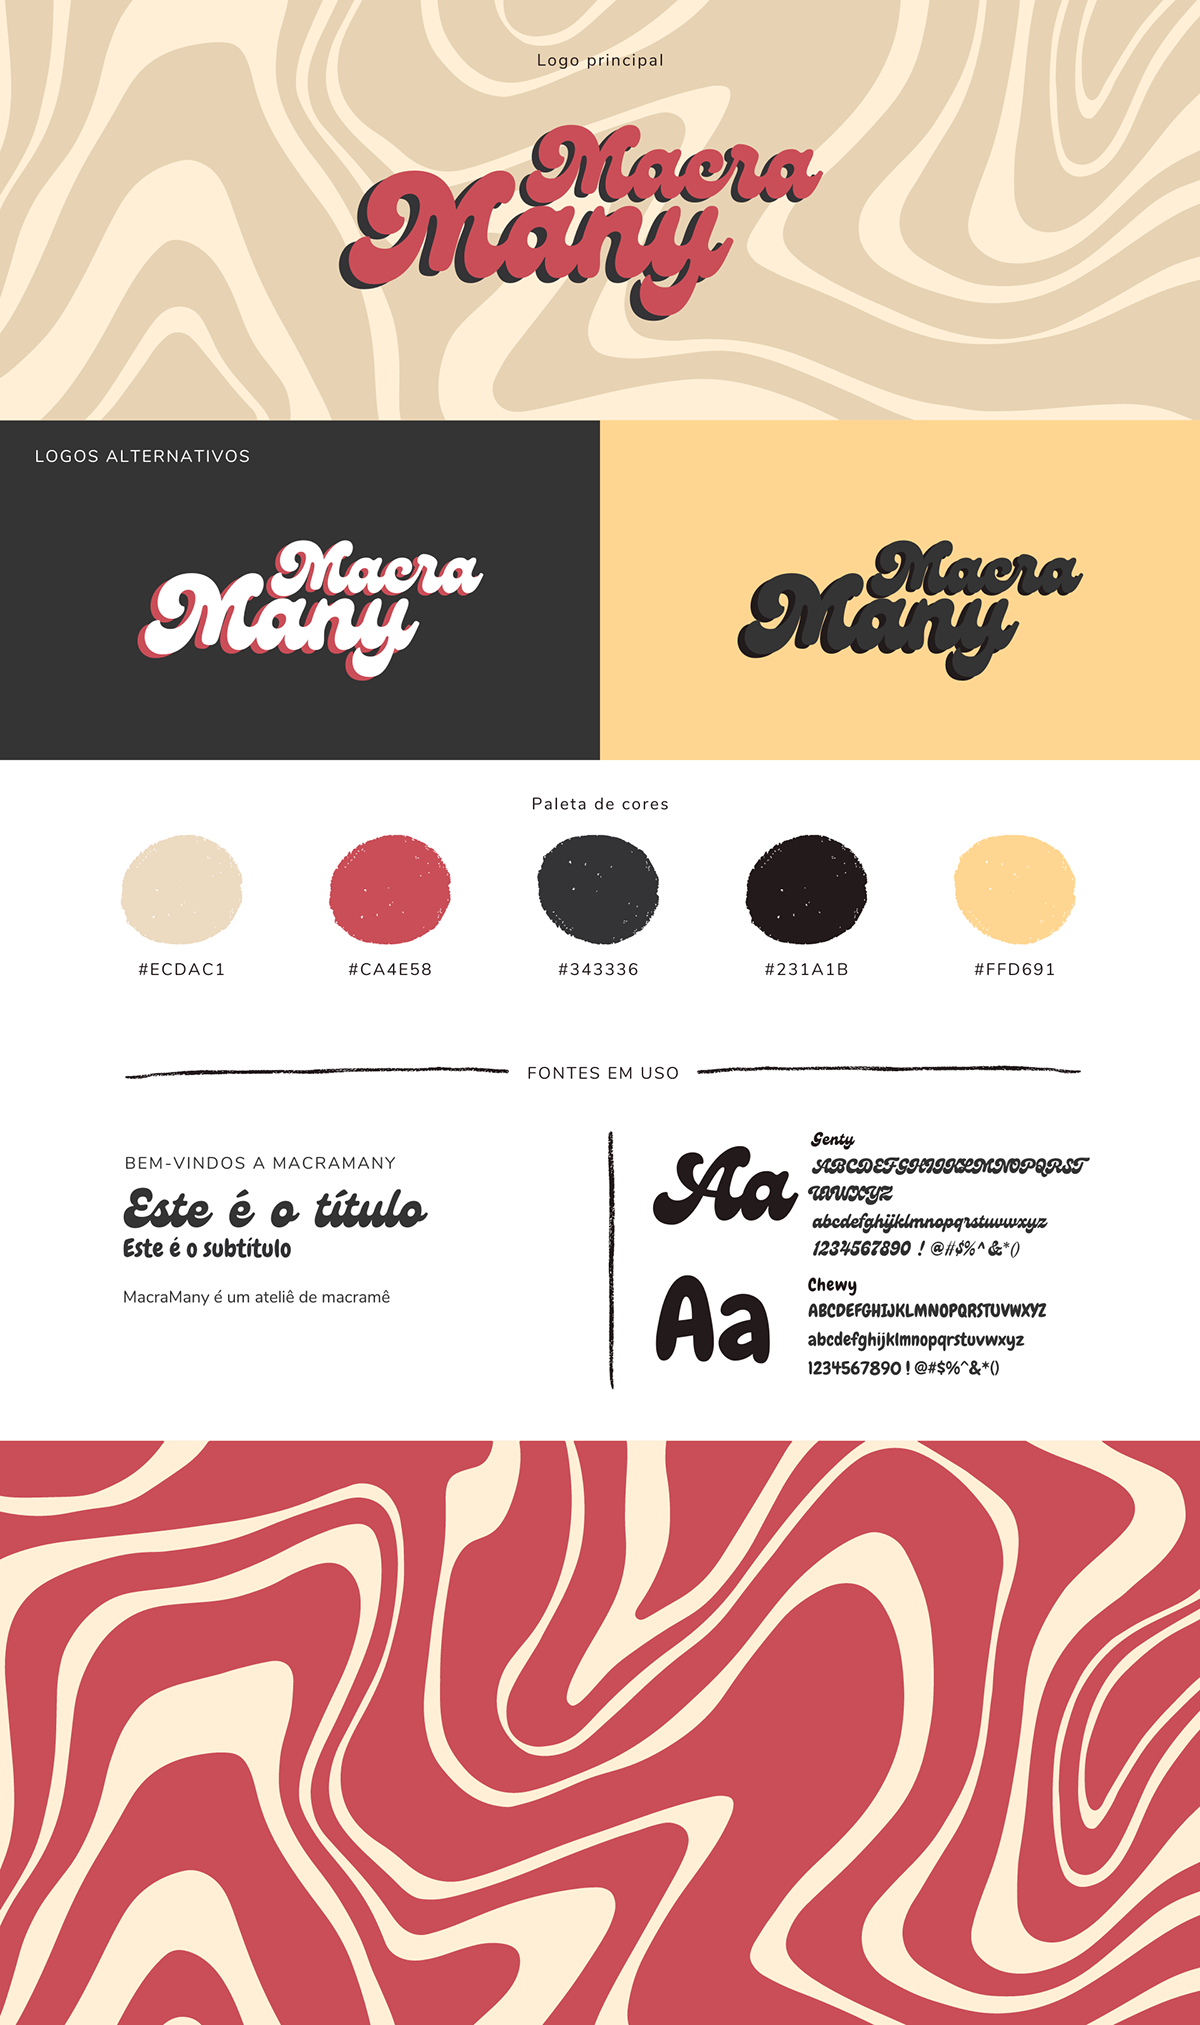 Logo principal
Macra
Many
LOGOS ALTERNATIVOS
Macra
Many
Macra
Many
Paleta de cores
#ECDAC1
#CA4E58
#343336
#231A1B
#FFD691
FONTES EM USO
BEM-VINDOS A MACRAMANY
Este é o título
Este é o subtítulo
MacraMany é um ateliê de macramê
Aa
Genty
ABCDEFGHIJKLMNOPQRST
UVWXYZ
abcdefghijklmnopqrstuvwxyz
1234567890 ! @#$%^&*()
Aa
Chewy
ABCDEFGHIJKLMNOPQRSTUVWXYZ
abcdefghijklmnopqrstuvwxyz
1234567890 ! @#$%^&*()